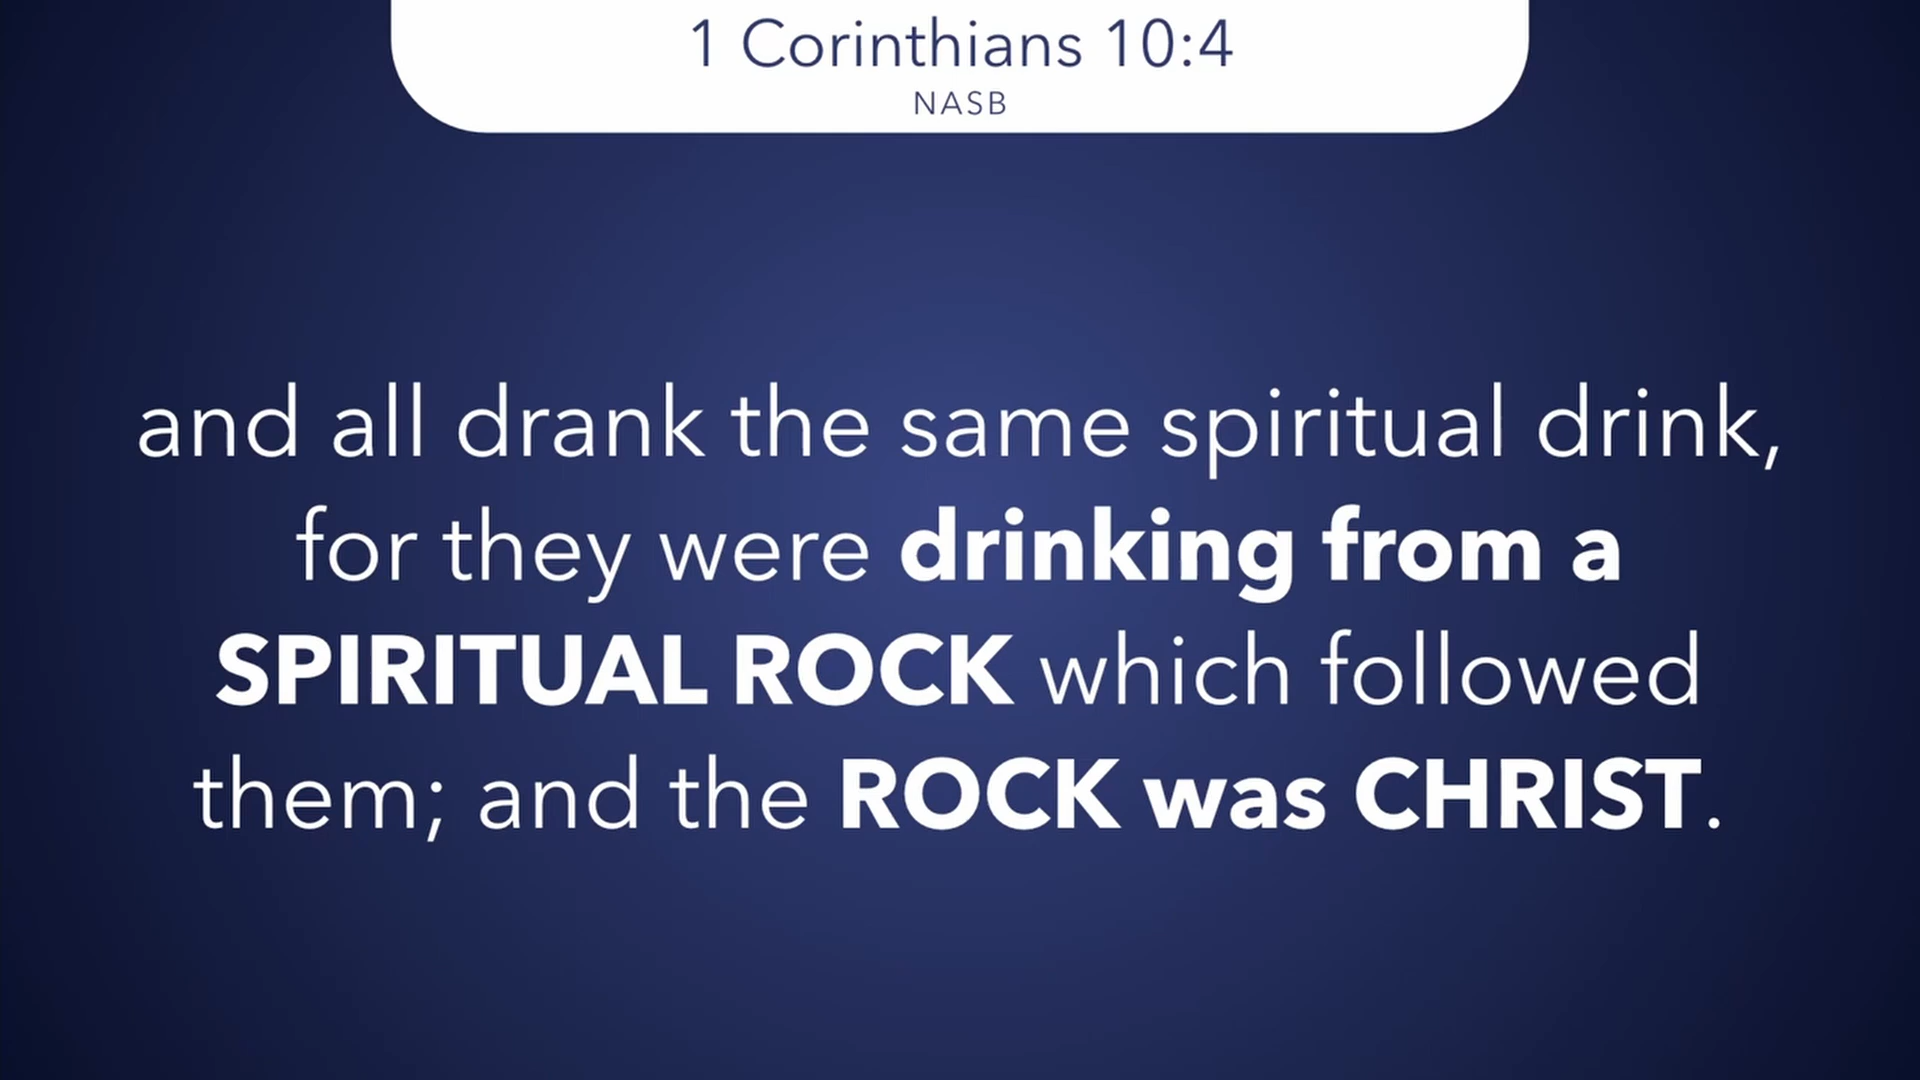 1 Corinthians 10:4
NASB
and all drank the same spiritual drink,
for they were drinking from a
SPIRITUAL ROCK which followed
them; and the ROCK was CHRIST.